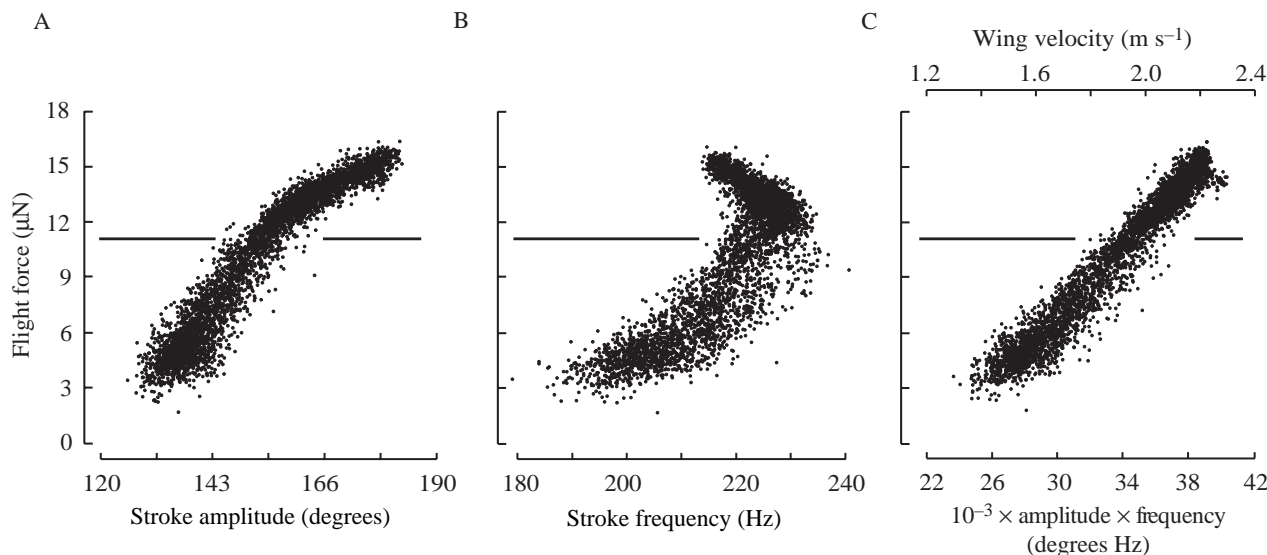 A
B
C
Wing velocity (m s⁻¹)
1.2 1.6 2.0 2.4
Flight force (µN)
18
15
12
9
6
3
0
120 143 166 190
Stroke amplitude (degrees)
180 200 220 240
Stroke frequency (Hz)
22 26 30 34 38 42
10⁻³ × amplitude × frequency
(degrees Hz)